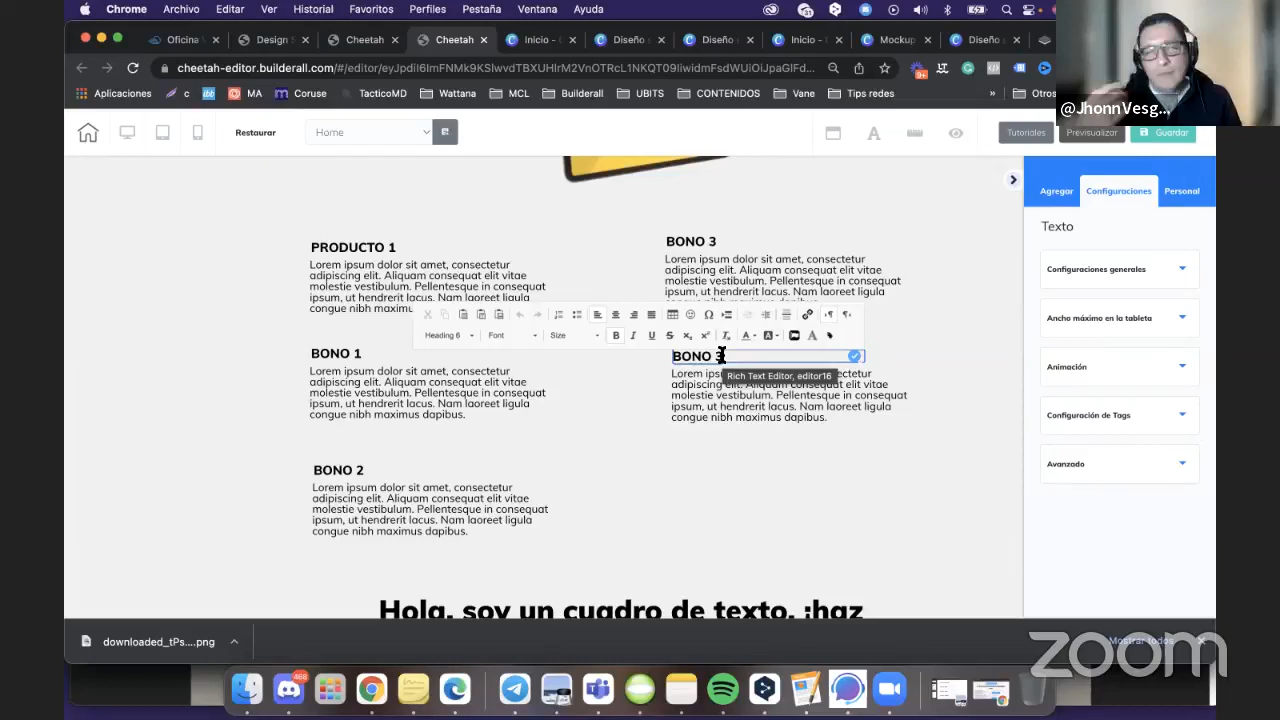 Chrome Archivo Editar Ver Historial Favoritos Perfiles Pestaña Ventana Ayuda
31
Oficina Design Cheetah Cheetah Inicio - Diseño Diseño Inicio - Mockup Diseño
cheetah-editor.builderall.com/#/editor/
9+
Aplicaciones c MA Coruse TacticoMD Wattana MCL Builderall UBITS CONTENIDOS Vane Tips redes » Otros
@JhonnVesg...
Restaurar Home Tutoriales Previsualizar Guardar
Agregar Configuraciones Personal
Texto
Configuraciones generales
Ancho máximo en la tableta
Animación
Configuración de Tags
Avanzado
PRODUCTO 1
Lorem ipsum dolor sit amet, consectetur
adipiscing elit. Aliquam consequat elit vitae
molestie vestibulum. Pellentesque in consequat
ipsum, ut hendrerit lacus. Nam laoreet ligula
congue nibh maximus
BONO 3
Lorem ipsum dolor sit amet, consectetur
adipiscing elit. Aliquam consequat elit vitae
molestie vestibulum. Pellentesque in consequat
ipsum, ut hendrerit lacus. Nam laoreet ligula
Heading 6 Font Size B I U S x₂ x² Tx A A
BONO 1
Lorem ipsum dolor sit amet, consectetur
adipiscing elit. Aliquam consequat elit vitae
molestie vestibulum. Pellentesque in consequat
ipsum, ut hendrerit lacus. Nam laoreet ligula
congue nibh maximus dapibus.
BONO 3
Rich Text Editor, editor16
Lorem
adipiscing elit. Aliquam consequat elit vitae
molestie vestibulum. Pellentesque in consequat
ipsum, ut hendrerit lacus. Nam laoreet ligula
congue nibh maximus dapibus.
BONO 2
Lorem ipsum dolor sit amet, consectetur
adipiscing elit. Aliquam consequat elit vitae
molestie vestibulum. Pellentesque in consequat
ipsum, ut hendrerit lacus. Nam laoreet ligula
congue nibh maximus dapibus.
Hola, soy un cuadro de texto, ¡haz
downloaded_tPs....png
Mostrar todos
zoom
468